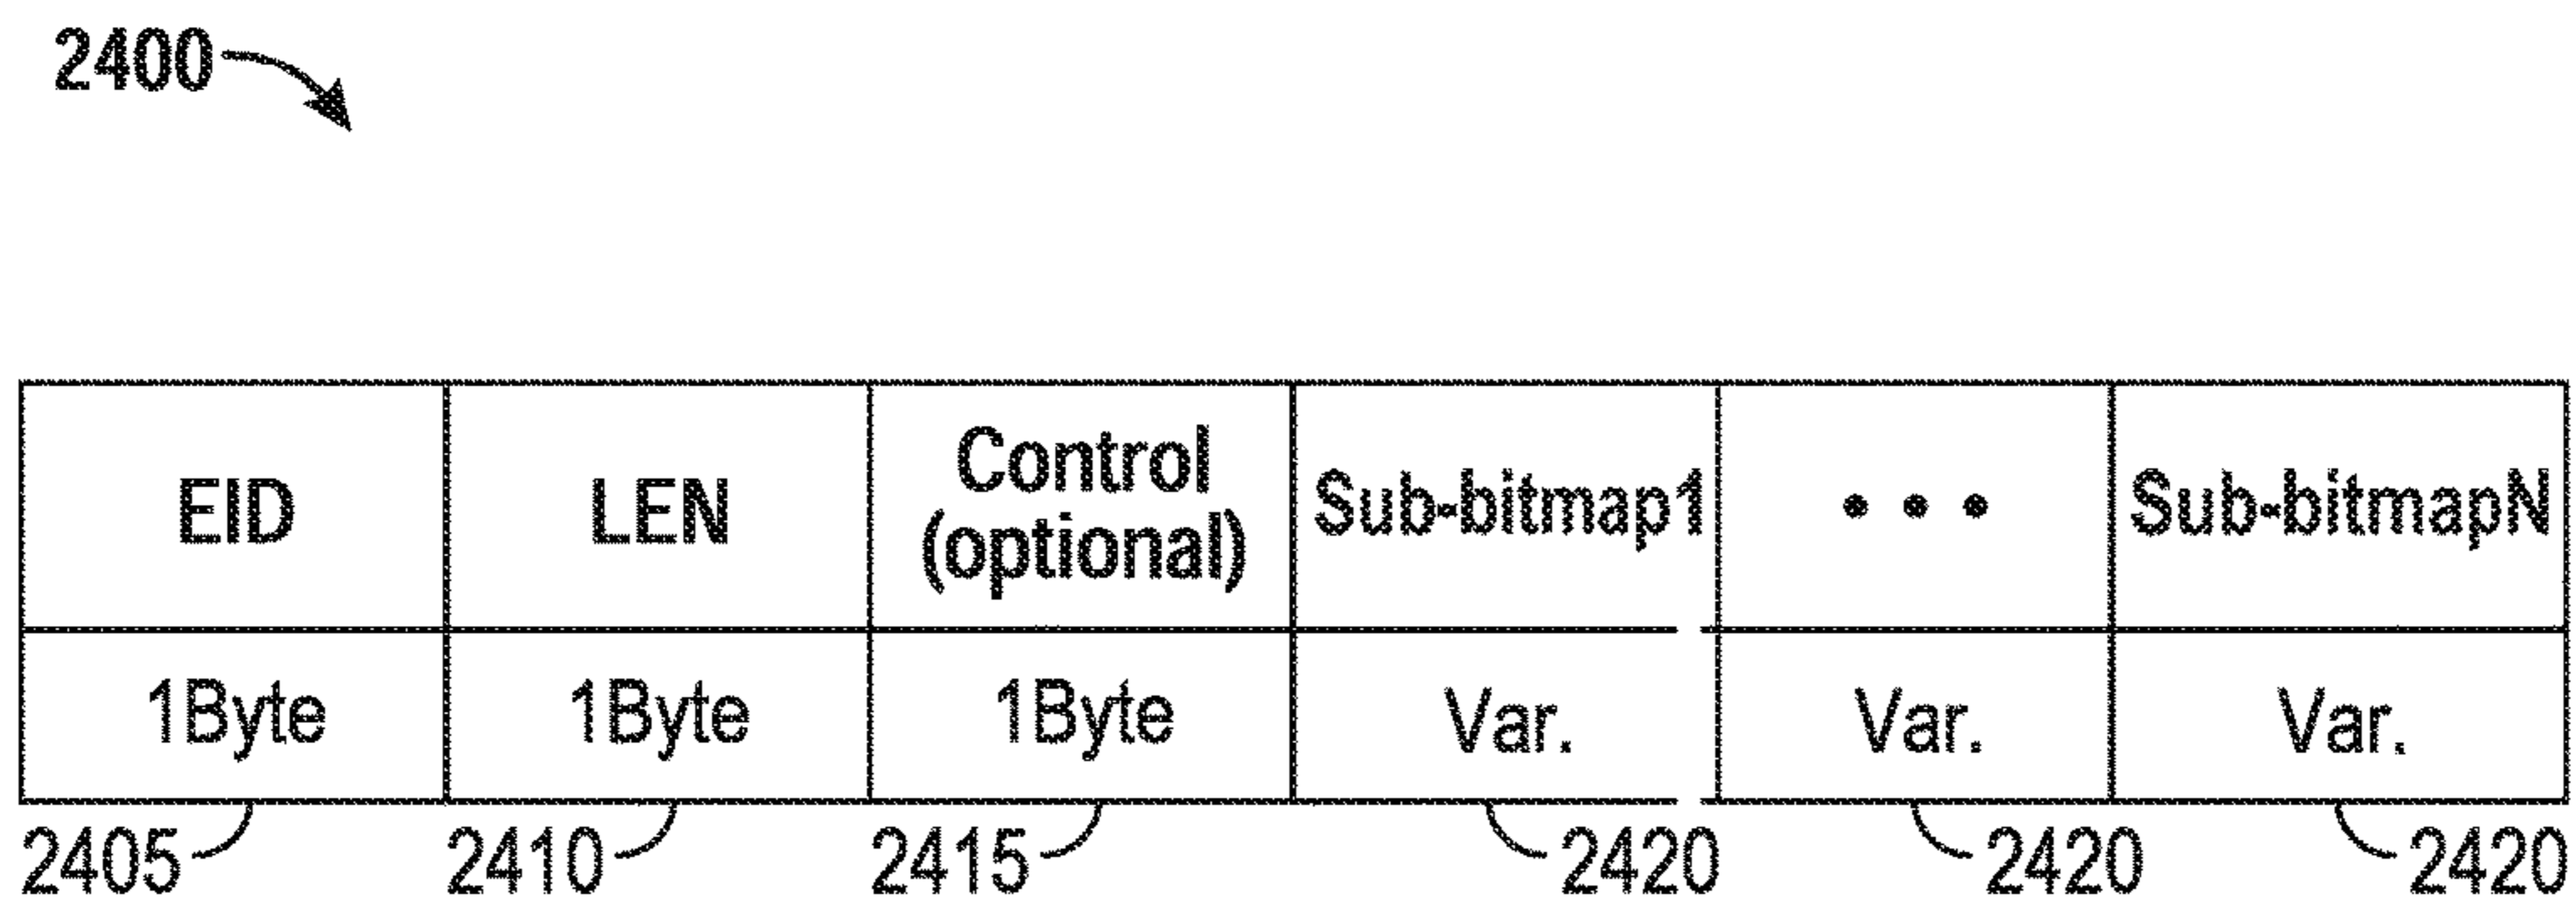 2400
EID LEN Control (optional) Sub-bitmap1 • • • Sub-bitmapN
1Byte 1Byte 1Byte Var. Var. Var.
2405 2410 2415 2420 2420 2420